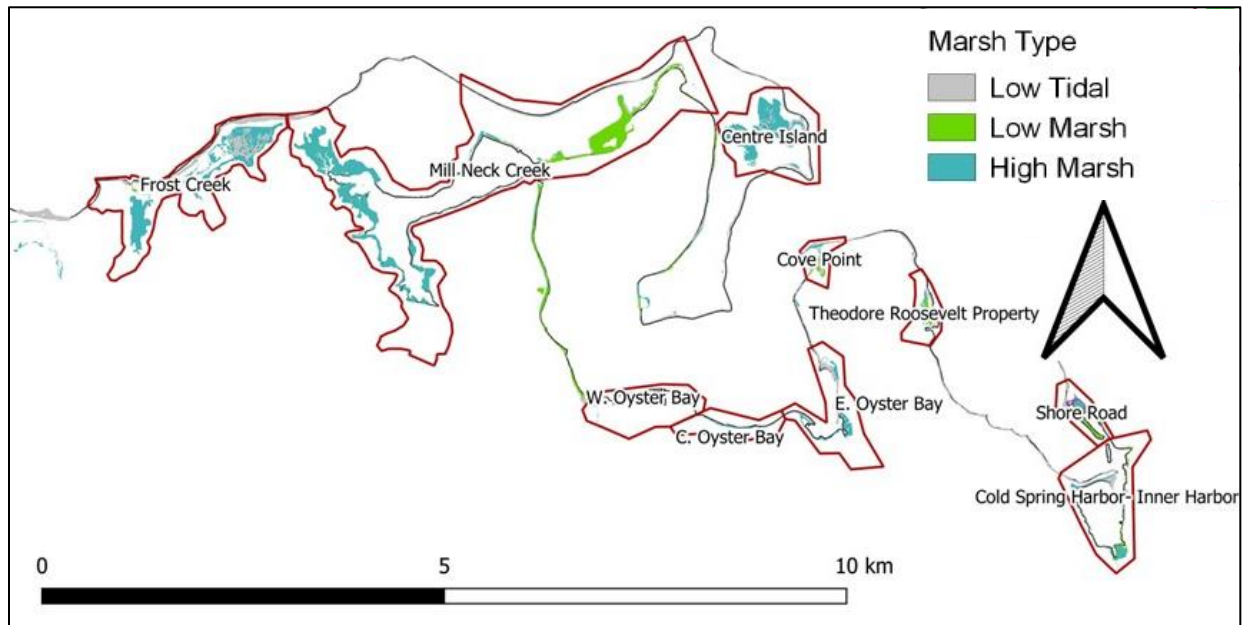 Marsh Type
Low Tidal
Low Marsh
High Marsh
Centre Island
Mill Neck Creek
Frost Creek
Cove Point
Theodore Roosevelt Property
W. Oyster Bay
E. Oyster Bay
Shore Road
C. Oyster Bay
Cold Spring Harbor- Inner Harbor
0 5 10 km